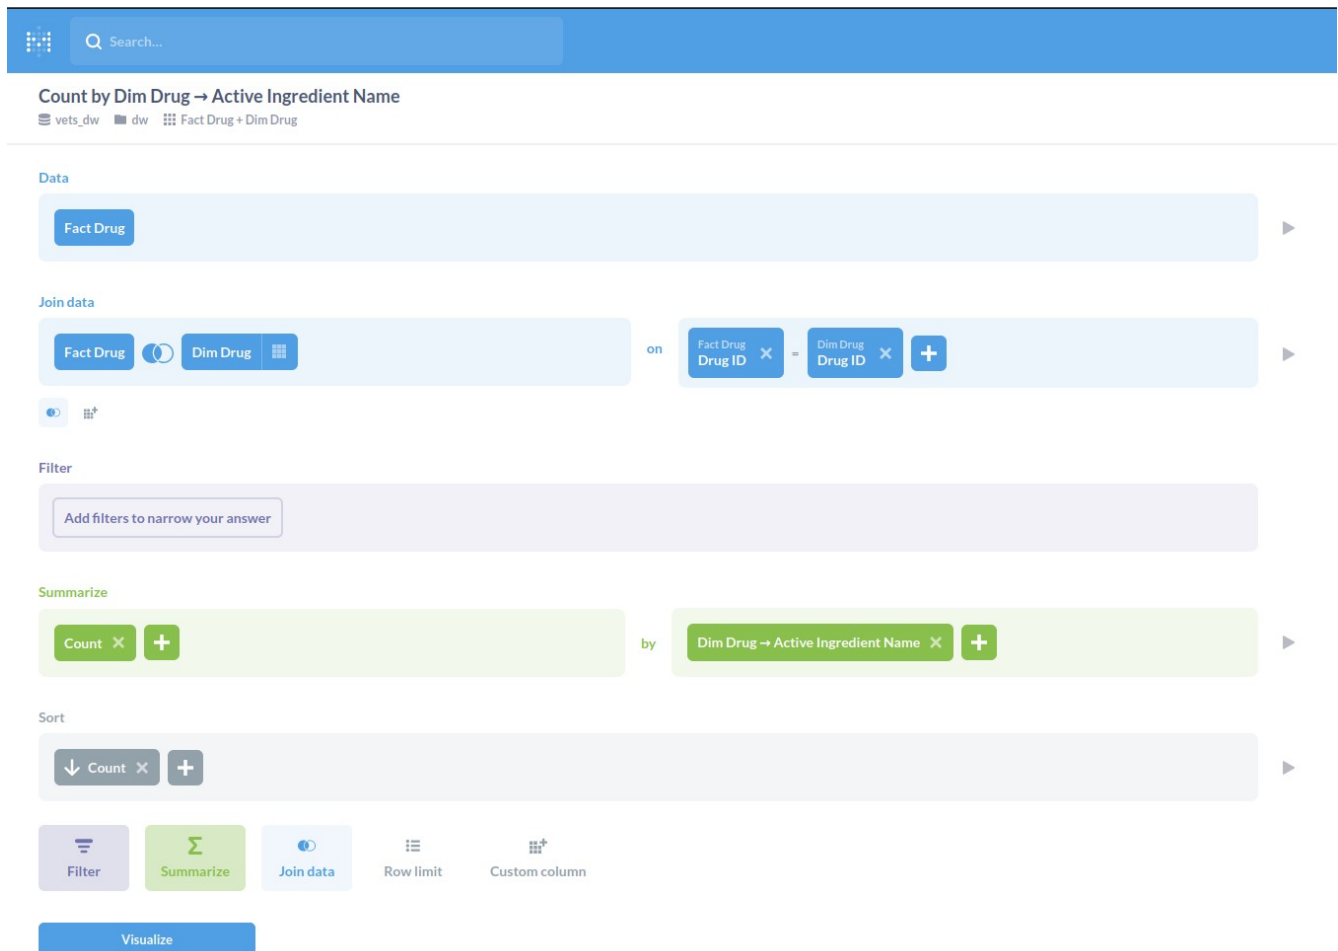 Search...
Count by Dim Drug → Active Ingredient Name
vets_dw dw Fact Drug + Dim Drug
Data
Fact Drug
Join data
Fact Drug Dim Drug on Fact Drug Drug ID = Dim Drug Drug ID +
Filter
Add filters to narrow your answer
Summarize
Count + by Dim Drug → Active Ingredient Name +
Sort
↓ Count +
Filter Summarize Join data Row limit Custom column
Visualize